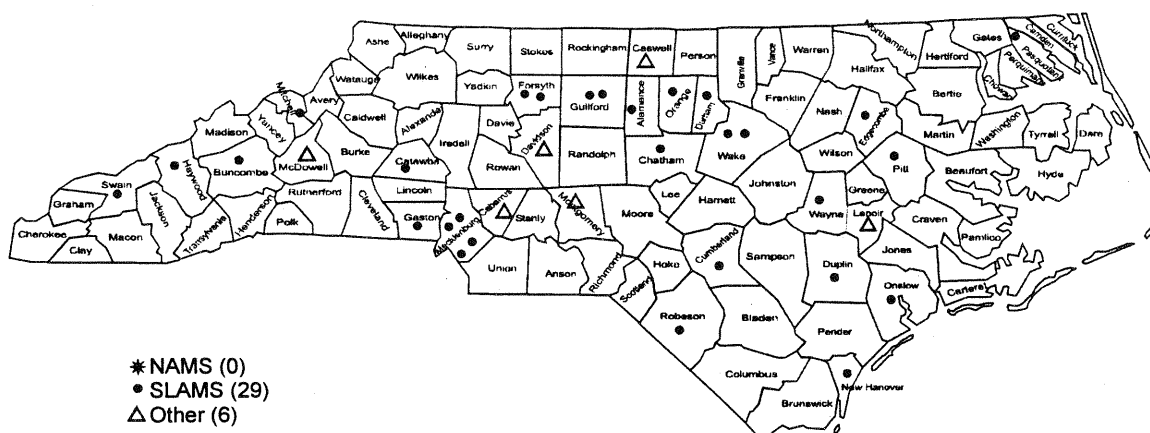 Ashe
Alleghany
Surry
Stokes
Rockingham
Caswell
Person
Granville
Vance
Warren
Northampton
Gates
Hertford
Camden
Currituck
Pasquotan
Perquiman
Chowan
Halifax
Bertie
Watauga
Wilkes
Yadkin
Forsyth
Guilford
Alamance
Orange
Durham
Franklin
Nash
Edgecombe
Martin
Washington
Tyrrell
Dare
Mitchell
Avery
Yancey
Caldwell
Alexander
Davie
Iredell
Davidson
Randolph
Chatham
Wake
Wilson
Pitt
Beaufort
Hyde
Madison
Buncombe
McDowell
Burke
Catawba
Rowan
Haywood
Swain
Graham
Cherokee
Clay
Macon
Jackson
Transylvania
Henderson
Rutherford
Polk
Cleveland
Lincoln
Gaston
Mecklenburg
Cabarrus
Stanly
Montgomery
Moore
Lee
Harnett
Johnston
Wayne
Greene
Lenoir
Craven
Pamlico
Jones
Union
Anson
Richmond
Scotland
Hoke
Cumberland
Sampson
Duplin
Onslow
Carteret
Robeson
Bladen
Pender
Columbus
New Hanover
Brunswick
NAMS (0)
SLAMS (29)
Other (6)